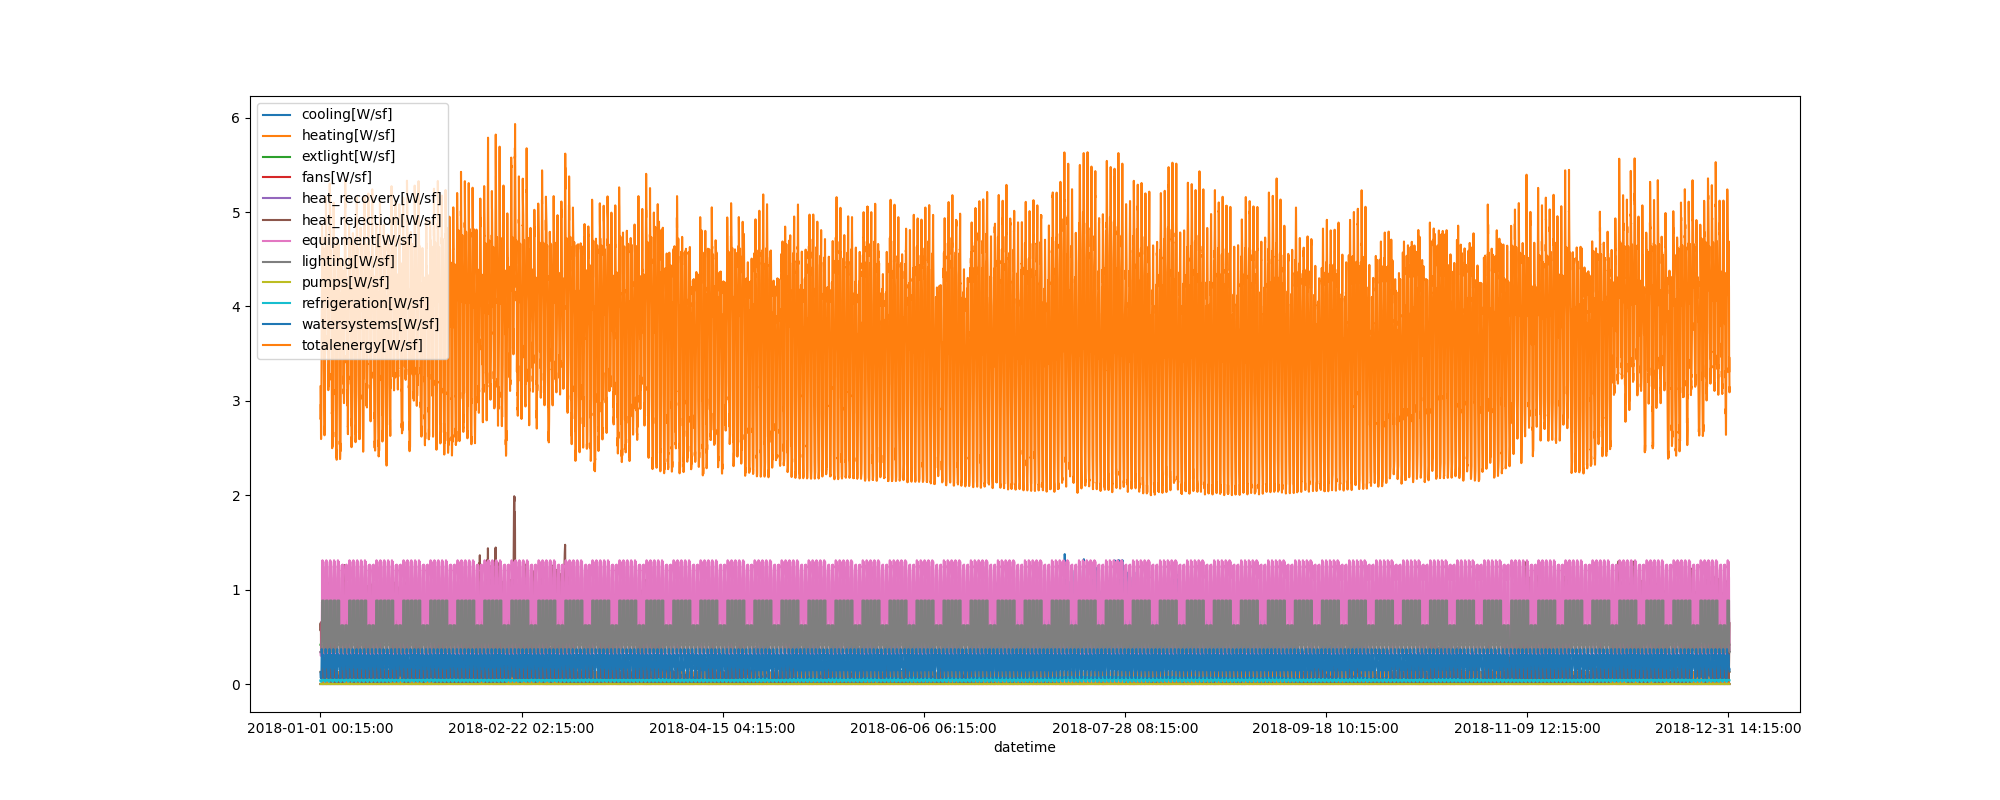 cooling[W/sf]
heating[W/sf]
extlight[W/sf]
fans[W/sf]
heat_recovery[W/sf]
heat_rejection[W/sf]
equipment[W/sf]
lighting[W/sf]
pumps[W/sf]
refrigeration[W/sf]
watersystems[W/sf]
totalenergy[W/sf]
6
5
4
3
2
1
0
2018-01-01 00:15:00 2018-02-22 02:15:00 2018-04-15 04:15:00 2018-06-06 06:15:00 2018-07-28 08:15:00 2018-09-18 10:15:00 2018-11-09 12:15:00 2018-12-31 14:15:00
datetime